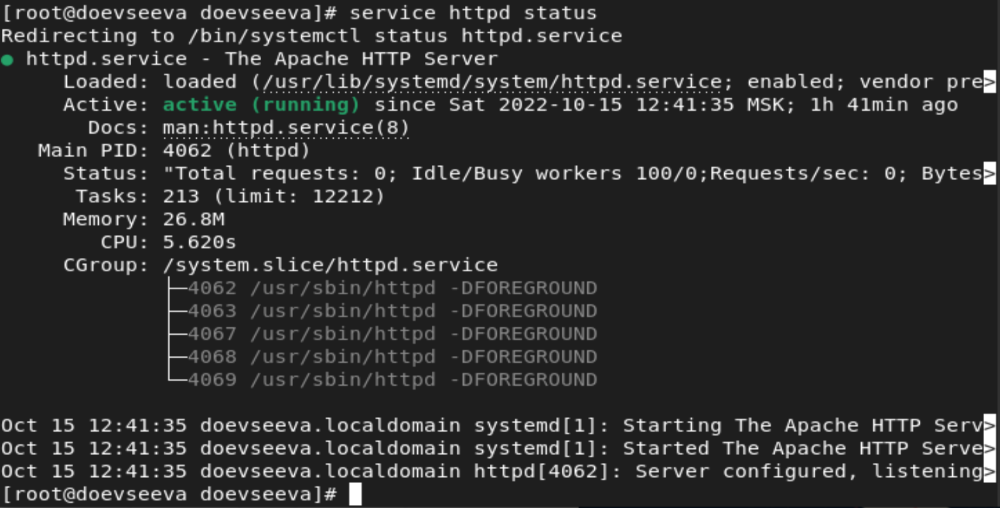 [root@doevseeva doevseeva]# service httpd status
Redirecting to /bin/systemctl status httpd.service
● httpd.service - The Apache HTTP Server
     Loaded: loaded (/usr/lib/systemd/system/httpd.service; enabled; vendor pre>
     Active: active (running) since Sat 2022-10-15 12:41:35 MSK; 1h 41min ago
       Docs: man:httpd.service(8)
   Main PID: 4062 (httpd)
     Status: "Total requests: 0; Idle/Busy workers 100/0;Requests/sec: 0; Bytes>
      Tasks: 213 (limit: 12212)
     Memory: 26.8M
        CPU: 5.620s
     CGroup: /system.slice/httpd.service
             ├─4062 /usr/sbin/httpd -DFOREGROUND
             ├─4063 /usr/sbin/httpd -DFOREGROUND
             ├─4067 /usr/sbin/httpd -DFOREGROUND
             ├─4068 /usr/sbin/httpd -DFOREGROUND
             └─4069 /usr/sbin/httpd -DFOREGROUND

Oct 15 12:41:35 doevseeva.localdomain systemd[1]: Starting The Apache HTTP Serv>
Oct 15 12:41:35 doevseeva.localdomain systemd[1]: Started The Apache HTTP Serve>
Oct 15 12:41:35 doevseeva.localdomain httpd[4062]: Server configured, listening>
[root@doevseeva doevseeva]#